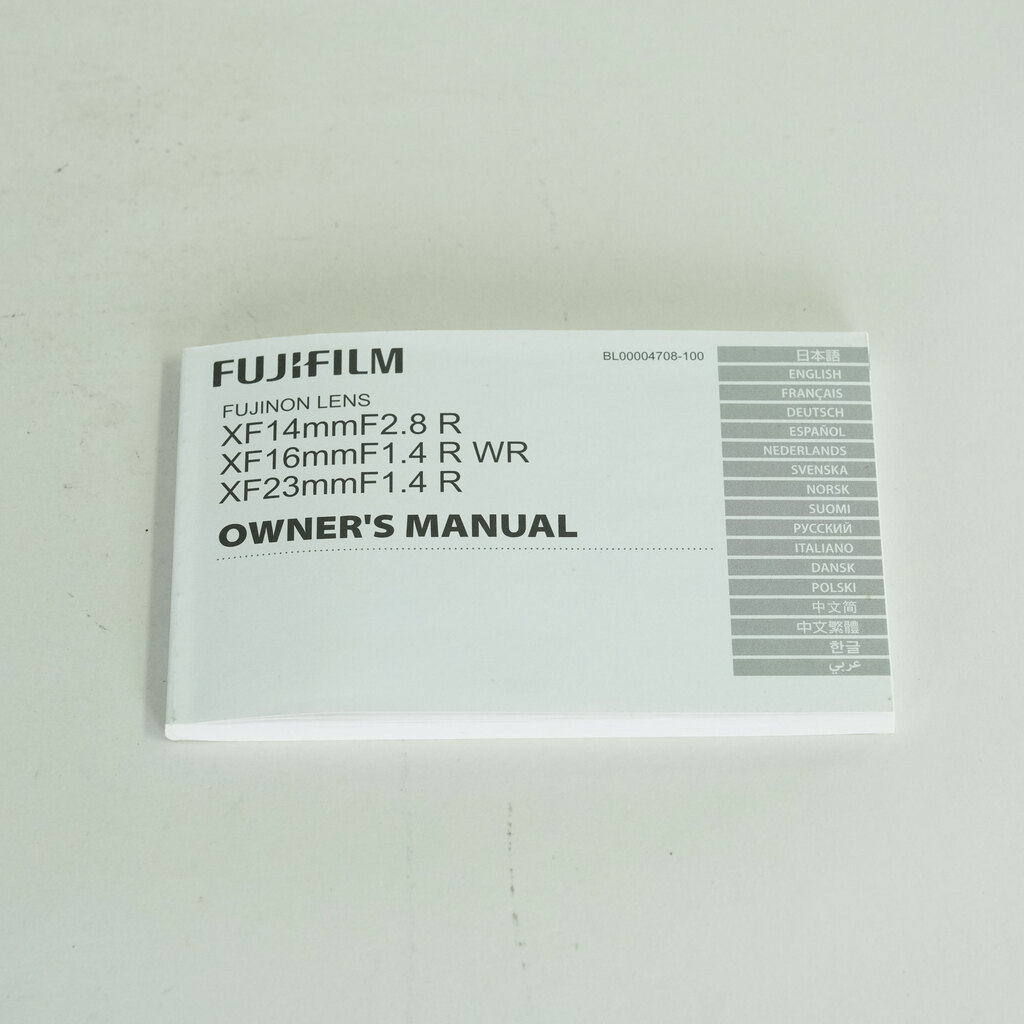 FUJIFILM
BL00004708-100
FUJINON LENS
XF14mmF2.8 R
XF16mmF1.4 R WR
XF23mmF1.4 R
OWNER'S MANUAL
日本語
ENGLISH
FRANÇAIS
DEUTSCH
ESPAÑOL
NEDERLANDS
SVENSKA
NORSK
SUOMI
РУССКИЙ
ITALIANO
DANSK
POLSKI
中文简
中文繁體
한글
عربي